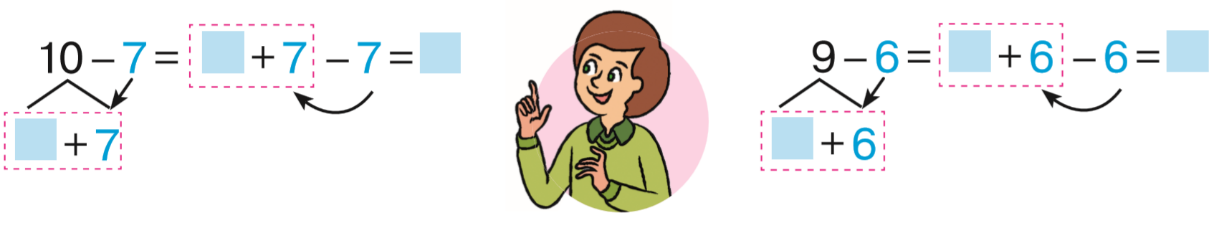 10 − 7 = □ + 7 − 7 = □
□ + 7
9 − 6 = □ + 6 − 6 = □
□ + 6